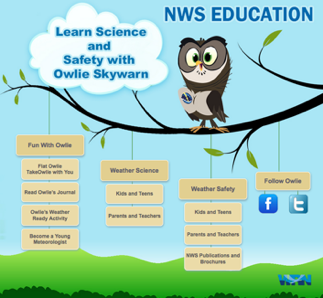 NWS EDUCATION
Learn Science
and
Safety with
Owlie Skywarn
Fun With Owlie
Flat Owlie
TakeOwlie with You
Read Owlie's Journal
Owlie's Weather
Ready Activity
Become a Young
Meteorologist
Weather Science
Kids and Teens
Parents and Teachers
Weather Safety
Kids and Teens
Parents and Teachers
NWS Publications and
Brochures
Follow Owlie
f
t